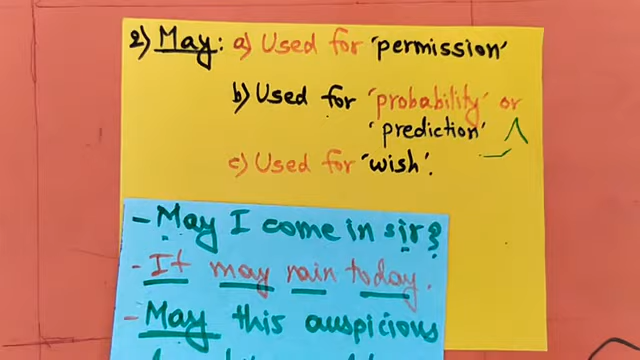 2) May: a) Used for 'permission'
b) Used for 'probability' or
'prediction'
c) Used for 'wish'.
- May I come in sir?
- It may rain today.
- May this auspicious